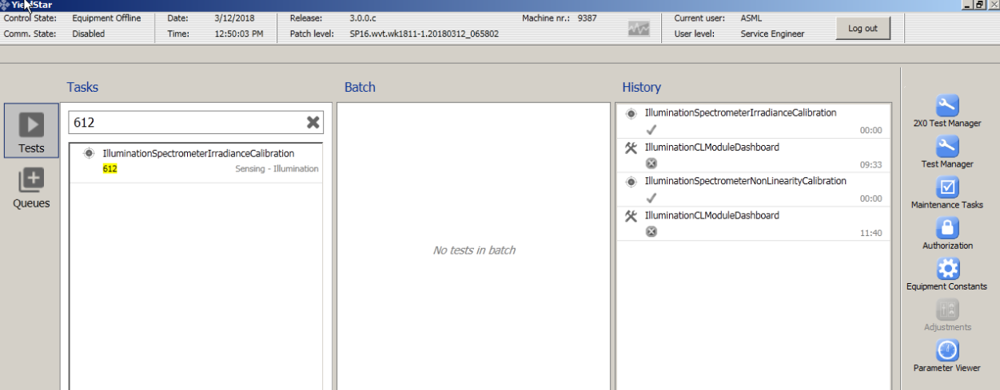 YieldStar
Control State: Equipment Offline Date: 3/12/2018 Release: 3.0.0.c Machine nr.: 9387 Current user: ASML
Comm. State: Disabled Time: 12:50:03 PM Patch level: SP16.wvt.wk1811-1.20180312_065802 User level: Service Engineer Log out
Tasks Batch History
Tests
Queues
612
IlluminationSpectrometerIrradianceCalibration
612 Sensing - Illumination
No tests in batch
IlluminationSpectrometerIrradianceCalibration
00:00
IlluminationCLModuleDashboard
09:33
IlluminationSpectrometerNonLinearityCalibration
00:00
IlluminationCLModuleDashboard
11:40
2X0 Test Manager
Test Manager
Maintenance Tasks
Authorization
Equipment Constants
Adjustments
Parameter Viewer